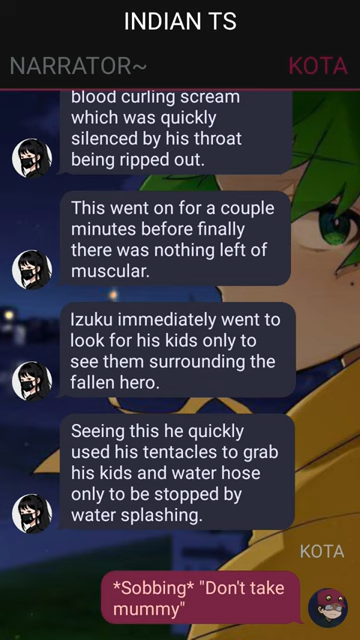 INDIAN TS
NARRATOR~ KOTA
blood curling scream
which was quickly
silenced by his throat
being ripped out.
This went on for a couple
minutes before finally
there was nothing left of
muscular.
Izuku immediately went to
look for his kids only to
see them surrounding the
fallen hero.
Seeing this he quickly
used his tentacles to grab
his kids and water hose
only to be stopped by
water splashing.
KOTA
*Sobbing* "Don't take
mummy"